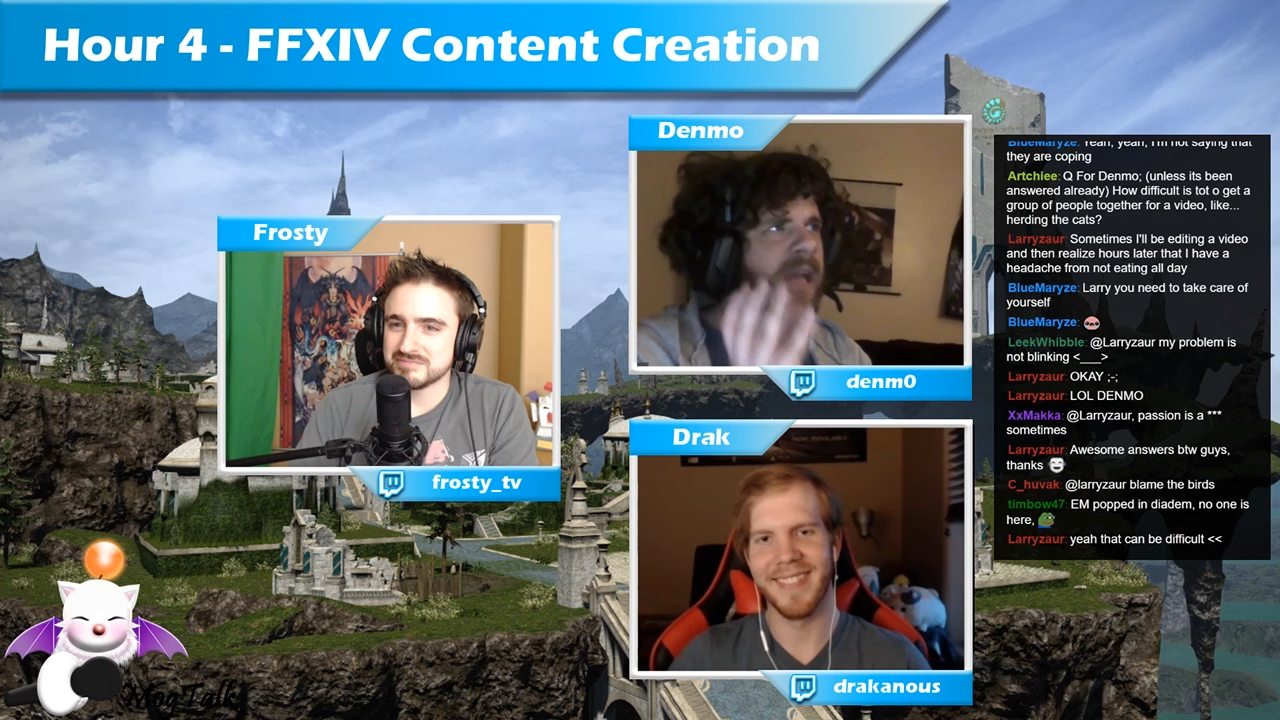 Hour 4 - FFXIV Content Creation
Frosty
frosty_tv
Denmo
denm0
Drak
drakanous
BlueMaryze: Yeah, yeah, I'm not saying that
they are coping
Artchiee: Q For Denmo; (unless its been
answered already) How difficult is tot o get a
group of people together for a video, like...
herding the cats?
Larryzaur: Sometimes I'll be editing a video
and then realize hours later that I have a
headache from not eating all day
BlueMaryze: Larry you need to take care of
yourself
BlueMaryze:
LeekWhibble: @Larryzaur my problem is
not blinking <___>
Larryzaur: OKAY ;-;
Larryzaur: LOL DENMO
XxMakka: @Larryzaur, passion is a ***
sometimes
Larryzaur: Awesome answers btw guys,
thanks
C_huvak: @larryzaur blame the birds
timbow47: EM popped in diadem, no one is
here,
Larryzaur: yeah that can be difficult <<
Mog Talk